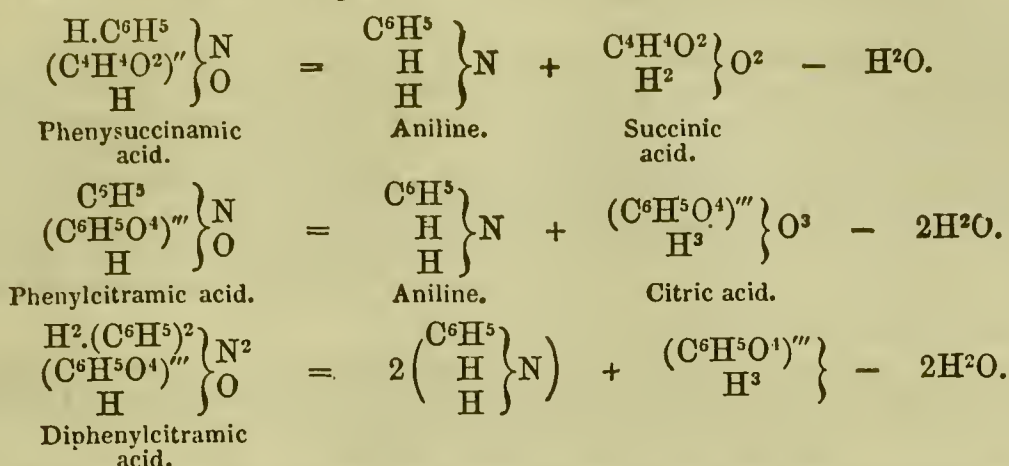 H.C⁶H⁵
(C⁴H⁴O²)″
H
} N
O
=
C⁶H⁵
H
H
} N
+
C⁴H⁴O²
H²
} O²
− H²O.
Phenysuccinamic
acid.
Aniline.
Succinic
acid.
C⁶H⁵
(C⁶H⁵O⁴)‴
H
} N
O
=
C⁶H⁵
H
H
} N
+
(C⁶H⁵O⁴)‴
H³
} O³
− 2H²O.
Phenylcitramic acid.
Aniline.
Citric acid.
H².(C⁶H⁵)²
(C⁶H⁵O⁴)‴
H
} N²
O
=
2(
C⁶H⁵
H
H
} N)
+
(C⁶H⁵O⁴)‴
H³
}
− 2H²O.
Diphenylcitramic
acid.